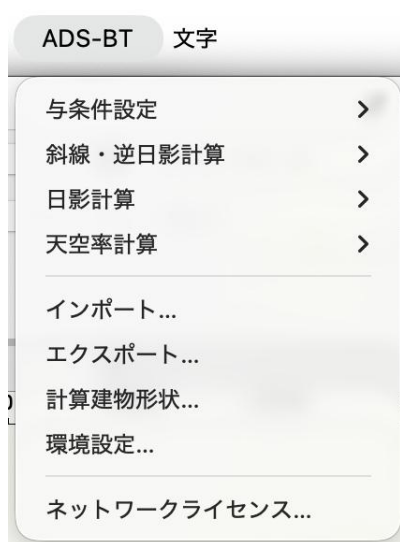 ADS-BT 文字
与条件設定
斜線・逆日影計算
日影計算
天空率計算
インポート...
エクスポート...
計算建物形状...
環境設定...
ネットワークライセンス...